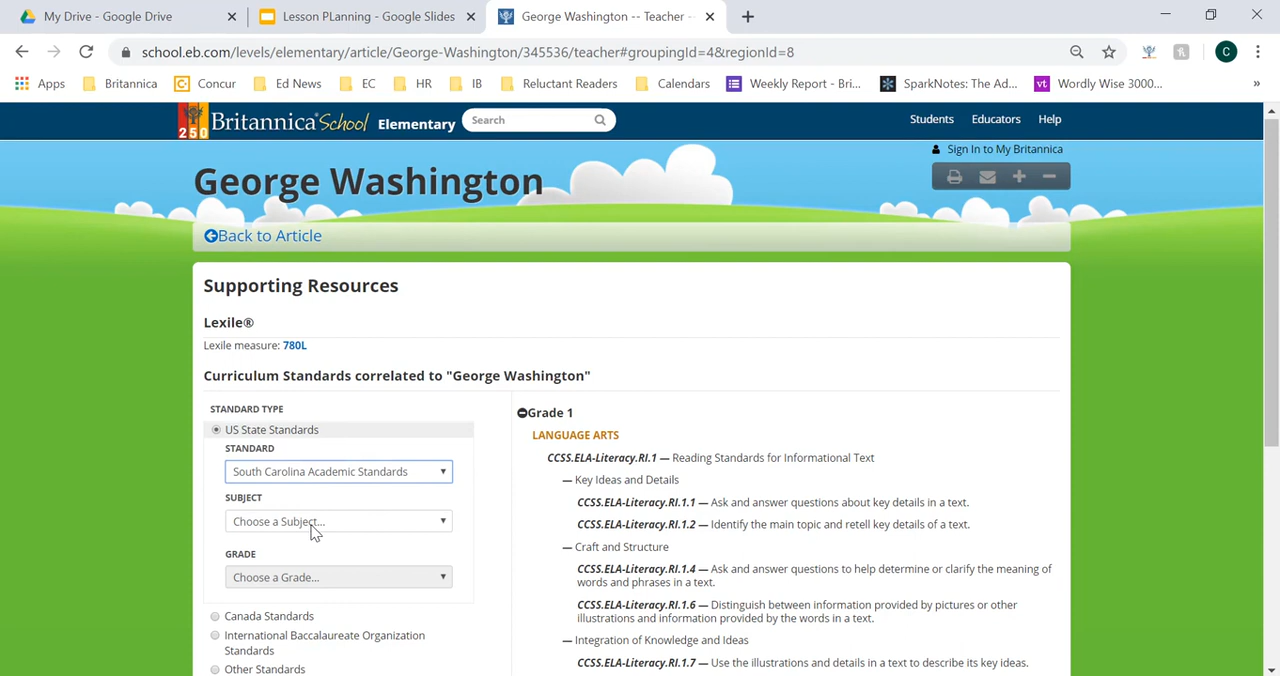 My Drive - Google Drive
Lesson PLanning - Google Slides
George Washington -- Teacher -
school.eb.com/levels/elementary/article/George-Washington/345536/teacher#groupingId=4&regionId=8
C
Apps
Britannica
Concur
Ed News
EC
HR
IB
Reluctant Readers
Calendars
Weekly Report - Bri...
SparkNotes: The Ad...
vt Wordly Wise 3000...
»
250 Britannica School Elementary
Search
Students
Educators
Help
Sign In to My Britannica
George Washington
Back to Article
Supporting Resources
Lexile®
Lexile measure: 780L
Curriculum Standards correlated to "George Washington"
STANDARD TYPE
US State Standards
STANDARD
South Carolina Academic Standards
SUBJECT
Choose a Subject...
GRADE
Choose a Grade...
Canada Standards
International Baccalaureate Organization
Standards
Other Standards
Grade 1
LANGUAGE ARTS
CCSS.ELA-Literacy.RI.1 — Reading Standards for Informational Text
— Key Ideas and Details
CCSS.ELA-Literacy.RI.1.1 — Ask and answer questions about key details in a text.
CCSS.ELA-Literacy.RI.1.2 — Identify the main topic and retell key details of a text.
— Craft and Structure
CCSS.ELA-Literacy.RI.1.4 — Ask and answer questions to help determine or clarify the meaning of
words and phrases in a text.
CCSS.ELA-Literacy.RI.1.6 — Distinguish between information provided by pictures or other
illustrations and information provided by the words in a text.
— Integration of Knowledge and Ideas
CCSS.ELA-Literacy.RI.1.7 — Use the illustrations and details in a text to describe its key ideas.